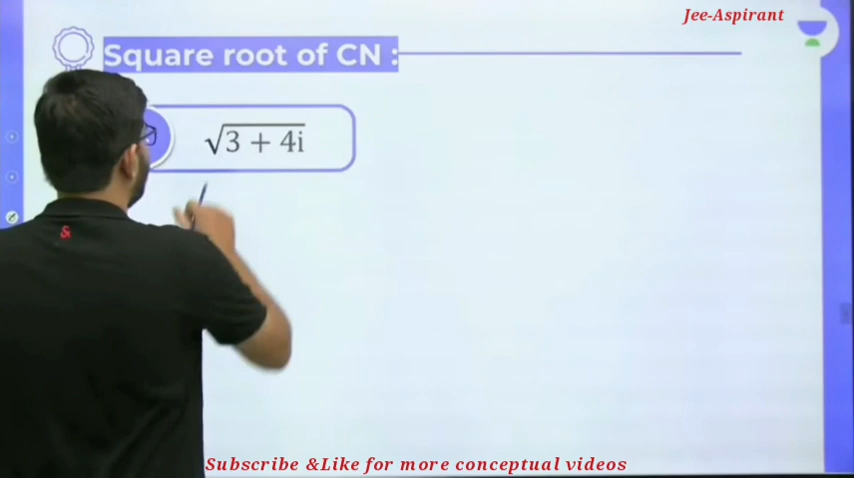 Jee-Aspirant
Square root of CN :
√3 + 4i
&
Subscribe &Like for more conceptual videos